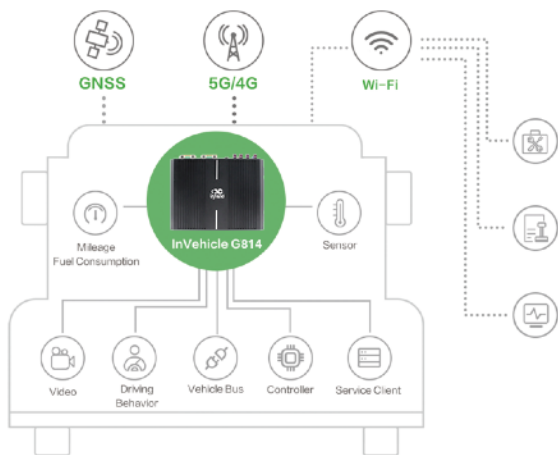 GNSS
5G/4G
Wi-Fi
InVehicle G814
Mileage
Fuel Consumption
Sensor
Video
Driving
Behavior
Vehicle Bus
Controller
Service Client